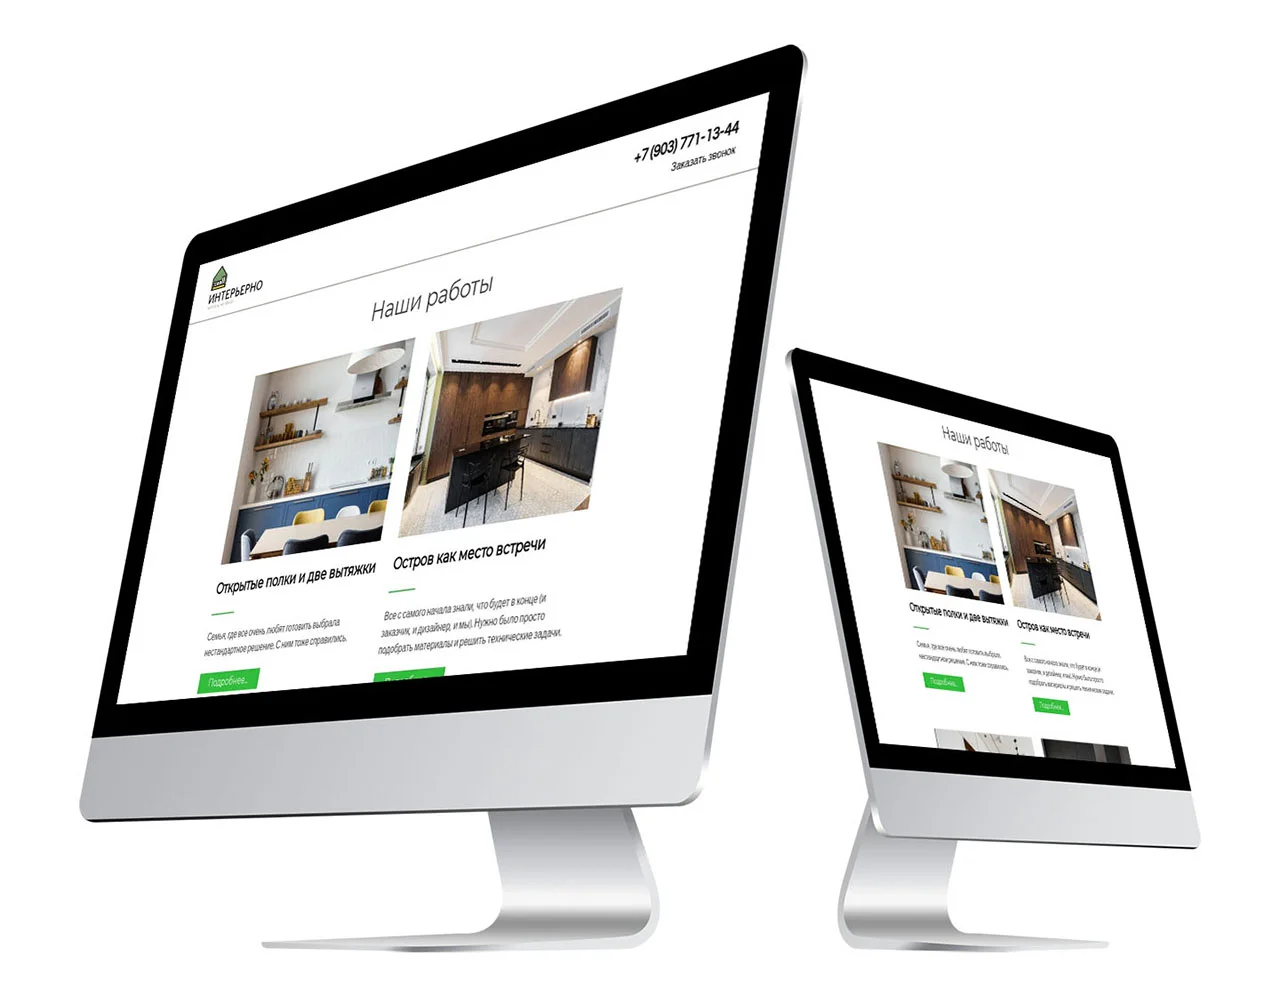 +7 (903) 771-13-44
Заказать звонок
ИНТЕРЬЕРНО
Наши работы
Открытые полки и две вытяжки
Семья, где все очень любят готовить выбрала
нестандартное решение. С ним тоже справились.
Подробнее...
Остров как место встречи
Все с самого начала знали, что будет в конце (и
заказчик, и дизайнер, и мы). Нужно было просто
подобрать материалы и решить технические задачи.
Наши работы
Открытые полки и две вытяжки
Семья, где все очень любят готовить выбрала
нестандартное решение. С ним тоже справились.
Подробнее...
Остров как место встречи
Все с самого начала знали, что будет в конце (и
заказчик, и дизайнер, и мы). Нужно было просто
подобрать материалы и решить технические задачи.
Подробнее...